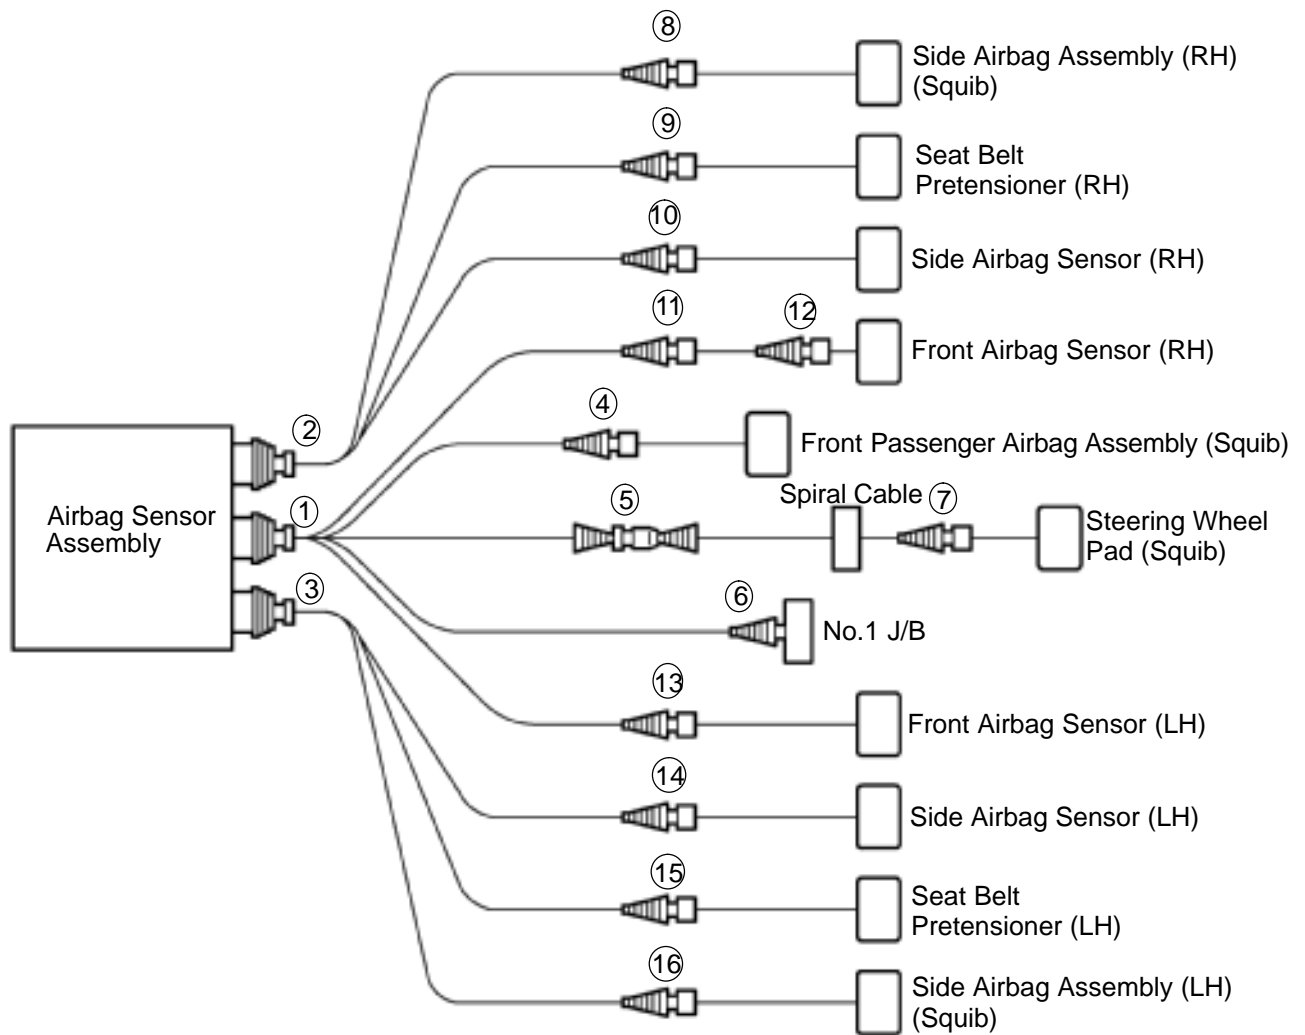 8
Side Airbag Assembly (RH)
(Squib)
9
Seat Belt
Pretensioner (RH)
10
Side Airbag Sensor (RH)
11
12
Front Airbag Sensor (RH)
2
4
Front Passenger Airbag Assembly (Squib)
Airbag Sensor
Assembly
1
5
Spiral Cable
7
Steering Wheel
Pad (Squib)
3
6
No.1 J/B
13
Front Airbag Sensor (LH)
14
Side Airbag Sensor (LH)
15
Seat Belt
Pretensioner (LH)
16
Side Airbag Assembly (LH)
(Squib)